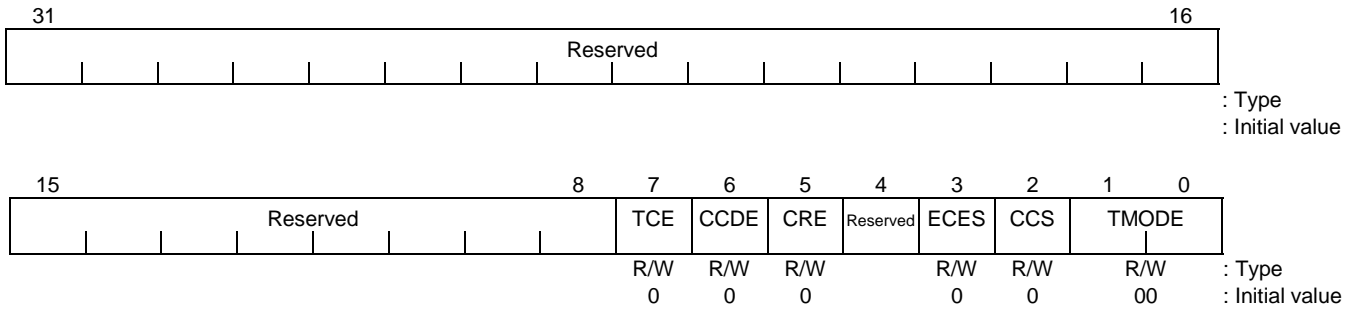 31 16
Reserved
: Type
: Initial value
15 8 7 6 5 4 3 2 1 0
Reserved TCE CCDE CRE Reserved ECES CCS TMODE
R/W R/W R/W R/W R/W R/W : Type
0 0 0 0 0 00 : Initial value